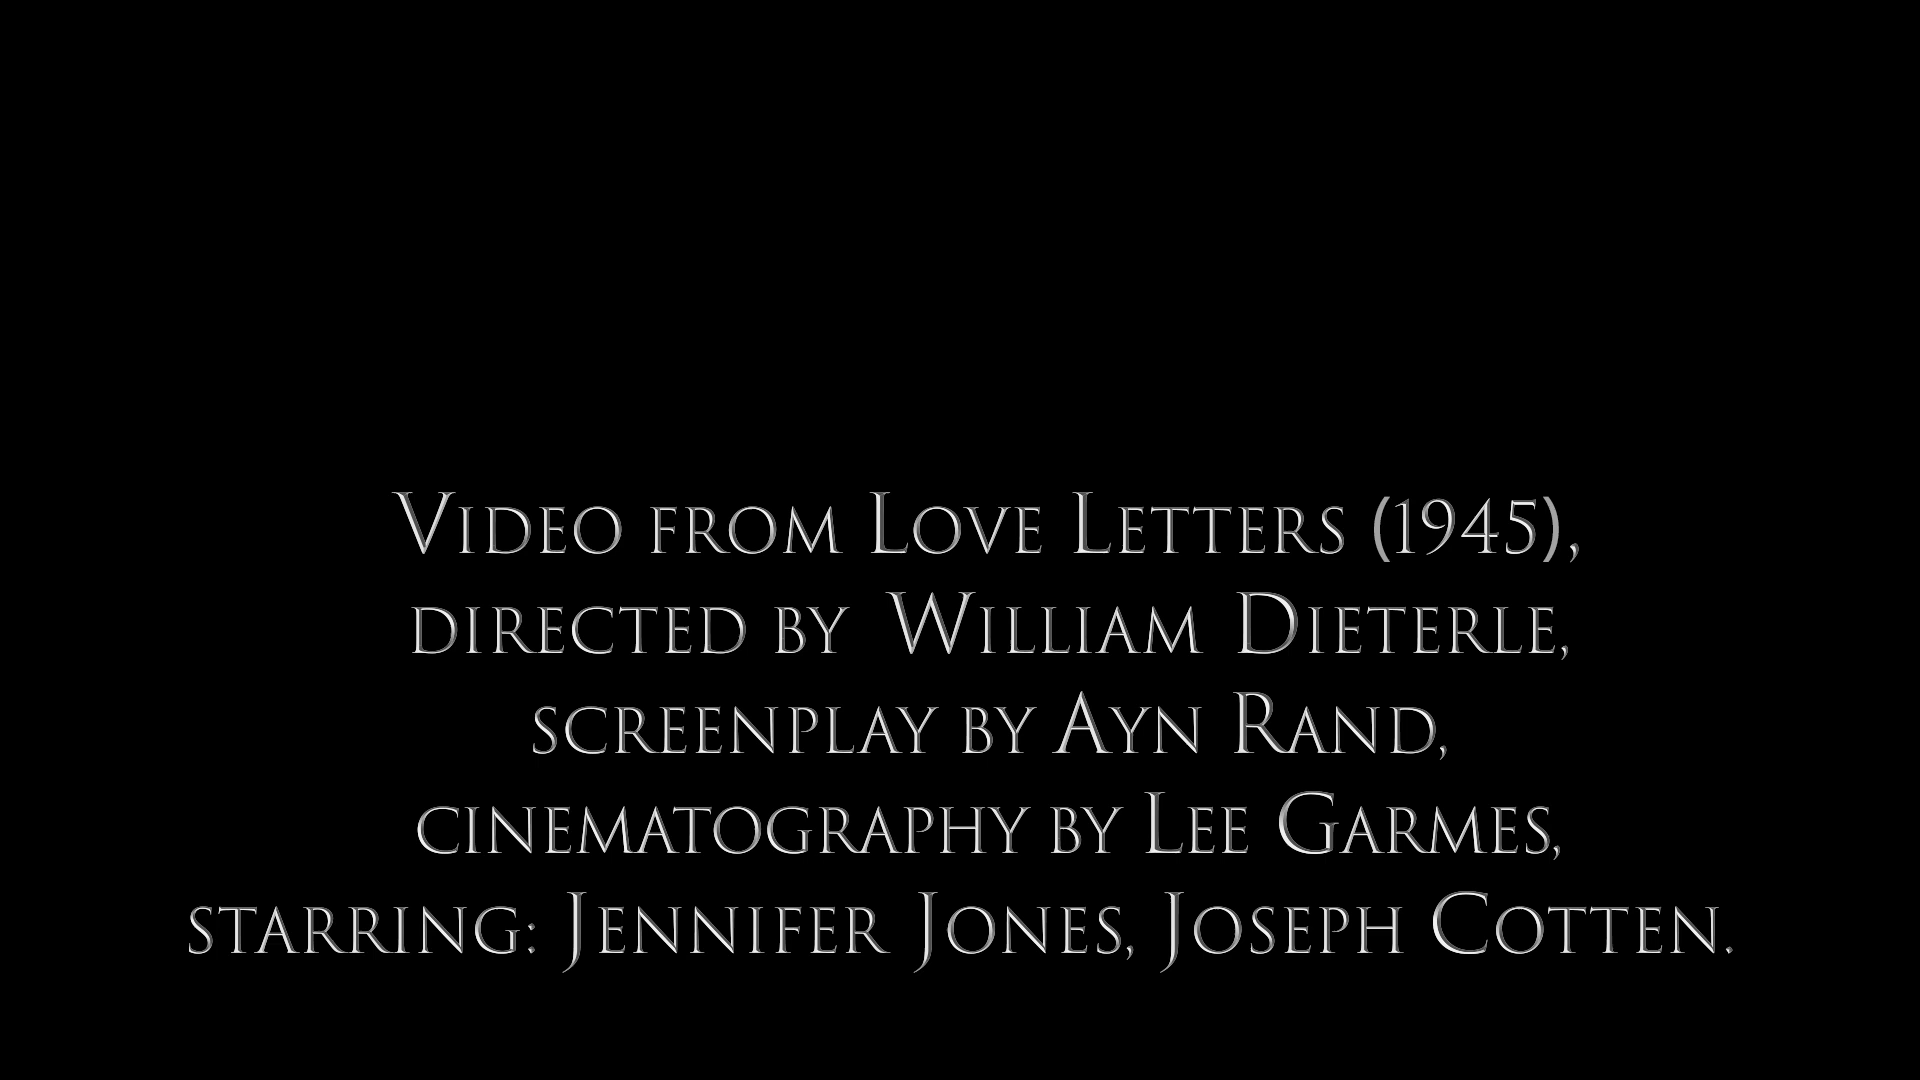 Video from Love Letters (1945),
directed by William Dieterle,
screenplay by Ayn Rand,
cinematography by Lee Garmes,
starring: Jennifer Jones, Joseph Cotten.